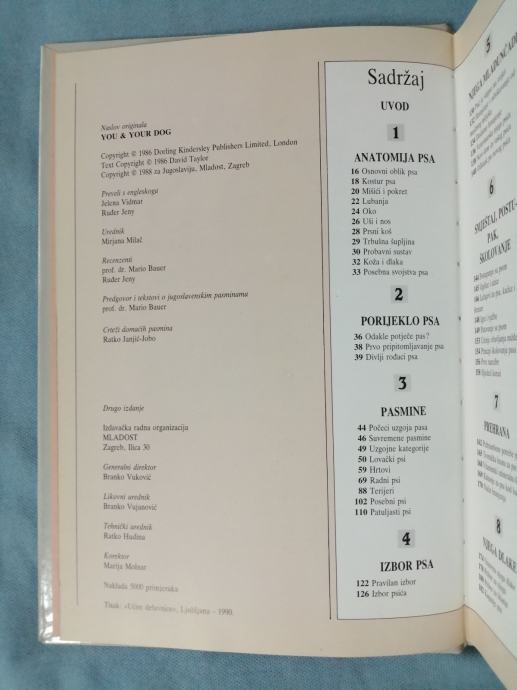 Naslov originala
YOU & YOUR DOG
Copyright © 1986 Dorling Kindersley Publishers Limited, London
Text Copyright © 1986 David Taylor
Copyright © 1988 za Jugoslaviju, Mladost, Zagreb
Preveli s engleskoga
Jelena Vidmar
Ruđer Jeny
Urednik
Mirjana Milač
Recenzenti
prof. dr. Mario Bauer
Ruđer Jeny
Predgovor i tekstovi o jugoslavenskim pasminama
prof. dr. Mario Bauer
Crteži domaćih pasmina
Ratko Janjić-Jobo
Drugo izdanje
Izdavačka radna organizacija
MLADOST
Zagreb, Ilica 30
Generalni direktor
Branko Vuković
Likovni urednik
Branko Vujanović
Tehnički urednik
Ratko Hudina
Korektor
Marija Molnar
Naklada 5000 primjeraka
Tisak: »Učne delavnice«, Ljubljana – 1990.
Sadržaj
UVOD
1
ANATOMIJA PSA
16 Osnovni oblik psa
18 Kostur psa
20 Mišići i pokret
22 Lubanja
24 Oko
26 Uši i nos
28 Prsni koš
29 Trbušna šupljina
30 Probavni sustav
32 Koža i dlaka
33 Posebna svojstva psa
2
PORIJEKLO PSA
36 Odakle potječe pas?
38 Prvo pripitomljavanje psa
39 Divlji rođaci psa
3
PASMINE
44 Počeci uzgoja pasa
46 Suvremene pasmine
49 Uzgojne kategorije
50 Lovački psi
59 Hrtovi
69 Radni psi
88 Terijeri
102 Posebni psi
110 Patuljasti psi
4
IZBOR PSA
122 Pravilan izbor
126 Izbor psića
5
NJEGA MLADUNČADI
6
SMJEŠTAJ, POSTU-
PAK,
ŠKOLOVANJE
7
PREHRANA
8
NJEGA DLAKE